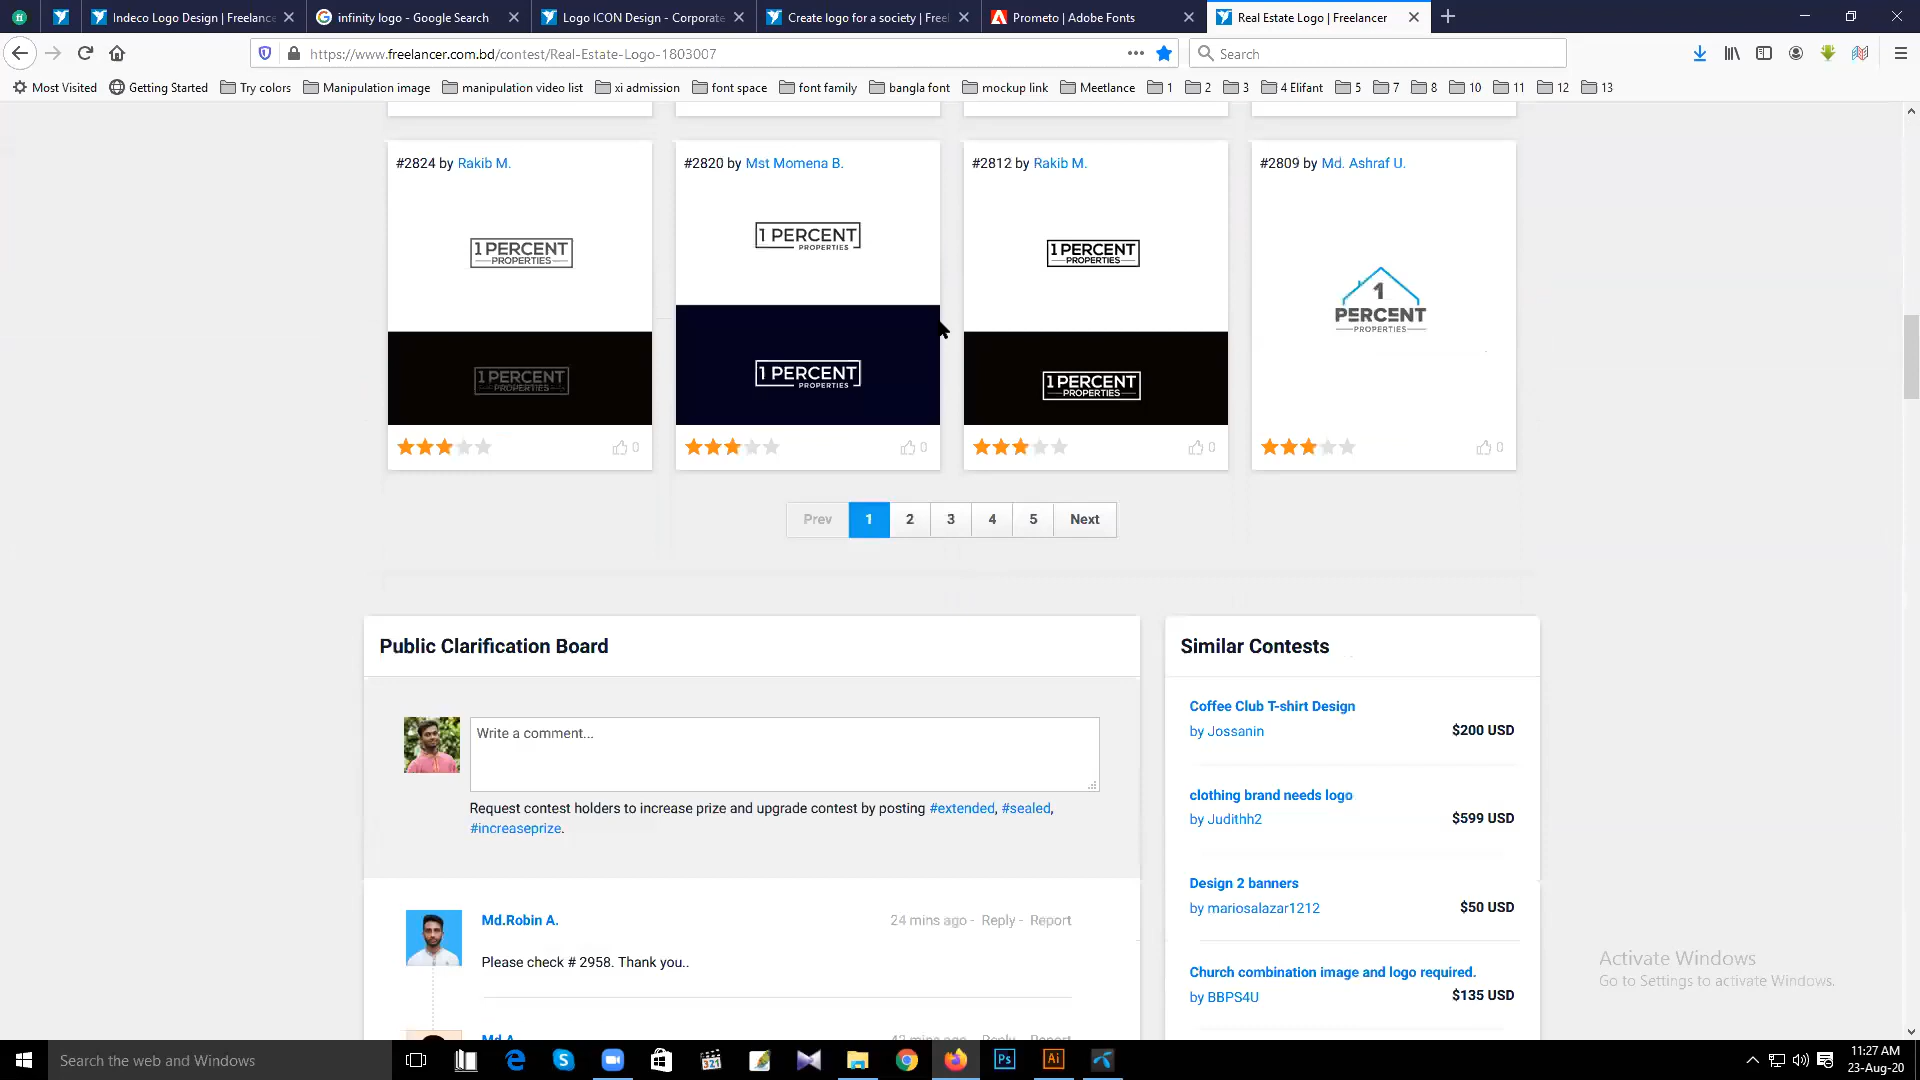 Indeco Logo Design | Freelance
infinity logo - Google Search
Logo ICON Design - Corporate
Create logo for a society | Free
Prometo | Adobe Fonts
Real Estate Logo | Freelancer
https://www.freelancer.com.bd/contest/Real-Estate-Logo-1803007
Search
Most Visited
Getting Started
Try colors
Manipulation image
manipulation video list
xi admission
font space
font family
bangla font
mockup link
Meetlance
1
2
3
4 Elifant
5
7
8
10
11
12
13
#2824 by Rakib M.
#2820 by Mst Momena B.
#2812 by Rakib M.
#2809 by Md. Ashraf U.
1 PERCENT
PROPERTIES
1 PERCENT
PROPERTIES
1 PERCENT
PROPERTIES
1
PERCENT
PROPERTIES
1 PERCENT
PROPERTIES
1 PERCENT
PROPERTIES
1 PERCENT
PROPERTIES
0
0
0
0
Prev 1 2 3 4 5 Next
Public Clarification Board
Write a comment...
Request contest holders to increase prize and upgrade contest by posting #extended, #sealed,
#increaseprize.
Md.Robin A.
24 mins ago - Reply - Report
Please check # 2958. Thank you..
Similar Contests
Coffee Club T-shirt Design
by Jossanin
$200 USD
clothing brand needs logo
by Judithh2
$599 USD
Design 2 banners
by mariosalazar1212
$50 USD
Church combination image and logo required.
by BBPS4U
$135 USD
Activate Windows
Go to Settings to activate Windows.
Search the web and Windows
321
Ps
Ai
11:27 AM
23-Aug-20